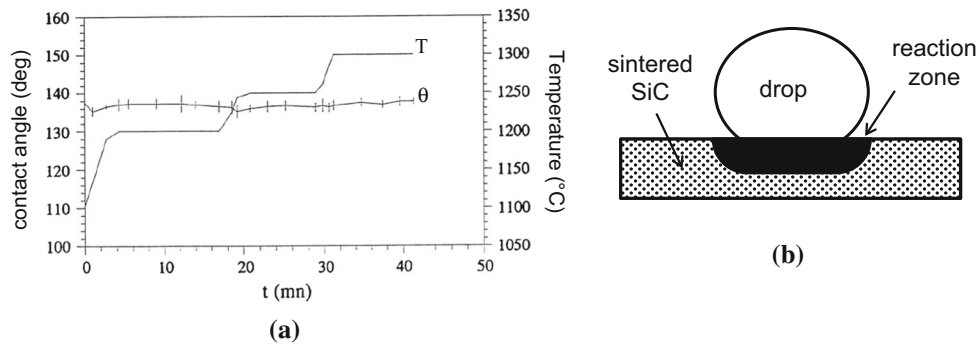 160
150
140
130
120
110
100
contact angle (deg)
0
10
20
30
40
50
t (mn)
T
θ
1350
1300
1250
1200
1150
1100
1050
Temperature (°C)
(a)
sintered
SiC
drop
reaction
zone
(b)